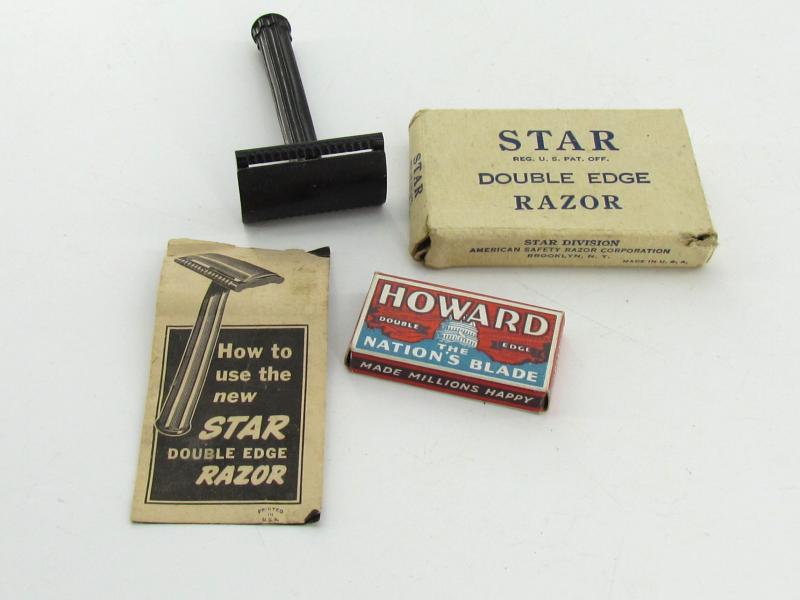 STAR
REG. U. S. PAT. OFF.
DOUBLE EDGE
RAZOR
STAR
STAR DIVISION
AMERICAN SAFETY RAZOR CORPORATION
BROOKLYN, N. Y.
MADE IN U. S. A.
HOWARD
DOUBLE EDGE
THE
NATION'S BLADE
MADE MILLIONS HAPPY
How to
use the
new
STAR
DOUBLE EDGE
RAZOR
PRINTED
IN
U.S.A.